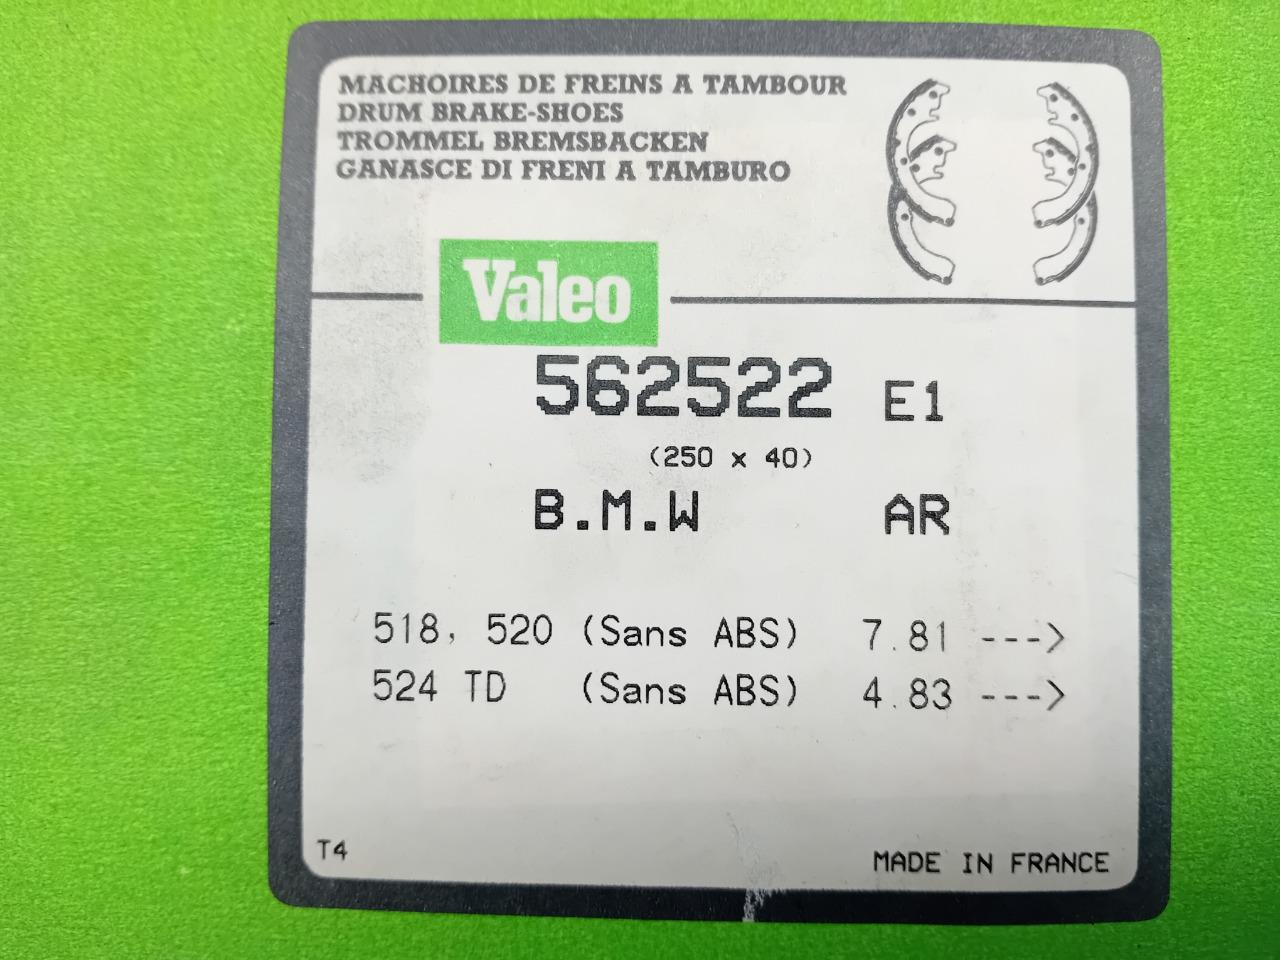 MACHOIRES DE FREINS A TAMBOUR
DRUM BRAKE-SHOES
TROMMEL BREMSBACKEN
GANASCE DI FRENI A TAMBURO
Valeo
562522 E1
(250 x 40)
B.M.W AR
518, 520 (Sans ABS) 7.81 --->
524 TD (Sans ABS) 4.83 --->
T4 MADE IN FRANCE